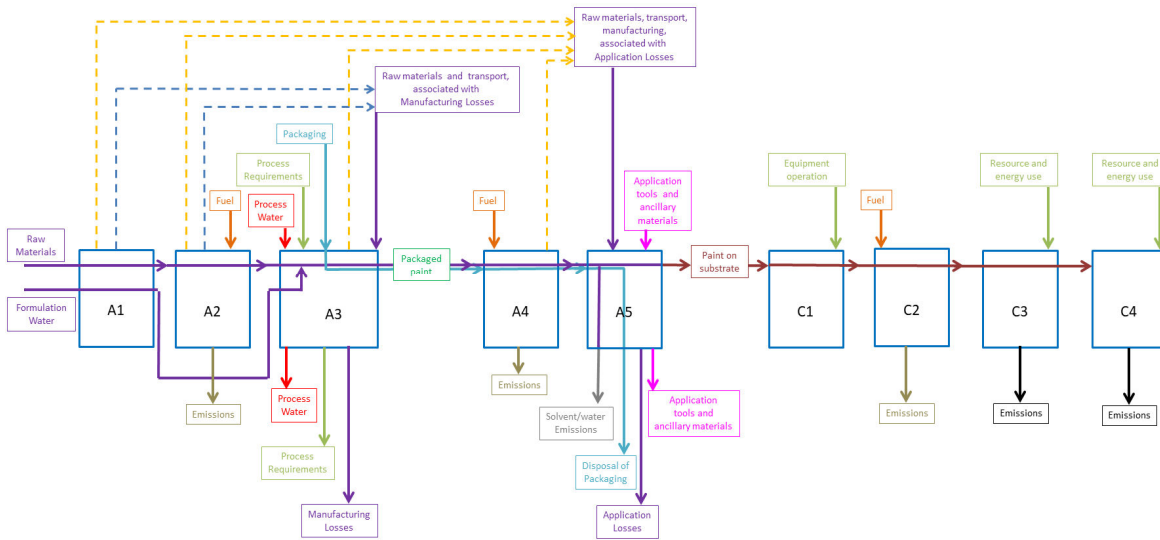 Raw materials, transport,
manufacturing,
associated with
Application Losses
Raw materials and transport,
associated with
Manufacturing Losses
Packaging
Process
Requirements
Fuel
Process
Water
Fuel
Application
tools and
ancillary
materials
Equipment
operation
Fuel
Resource and
energy use
Resource and
energy use
Raw
Materials
Formulation
Water
Packaged
paint
Paint on
substrate
A1
A2
A3
A4
A5
C1
C2
C3
C4
Emissions
Process
Water
Process
Requirements
Manufacturing
Losses
Emissions
Solvent/water
Emissions
Application
tools and
ancillary materials
Disposal of
Packaging
Application
Losses
Emissions
Emissions
Emissions